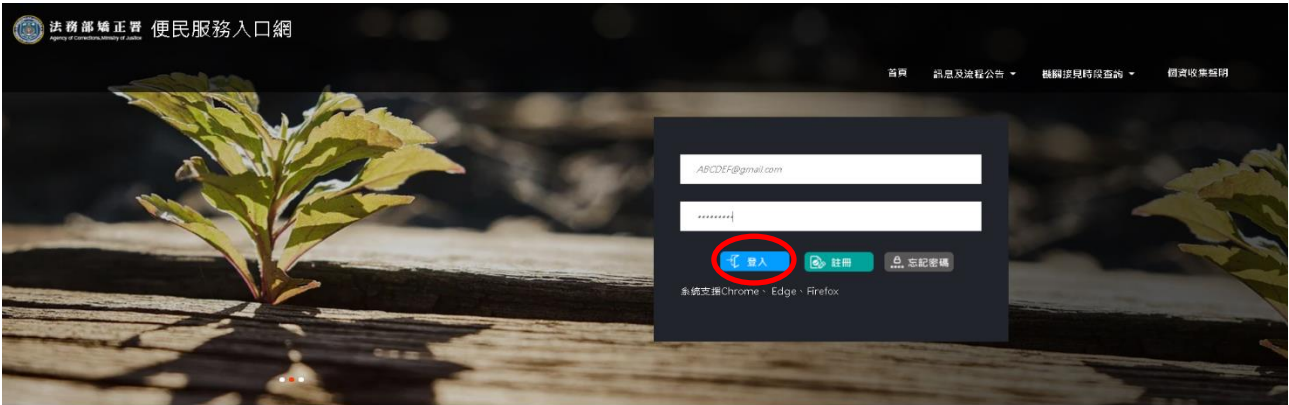 法務部矯正署 便民服務入口網
Agency of Corrections, Ministry of Justice
首頁 訊息及流程公告 機關接見時段查詢 個資收集聲明
ABCDEF@gmail.com
•••••••••
登入 註冊 忘記密碼
系統支援Chrome、Edge、Firefox